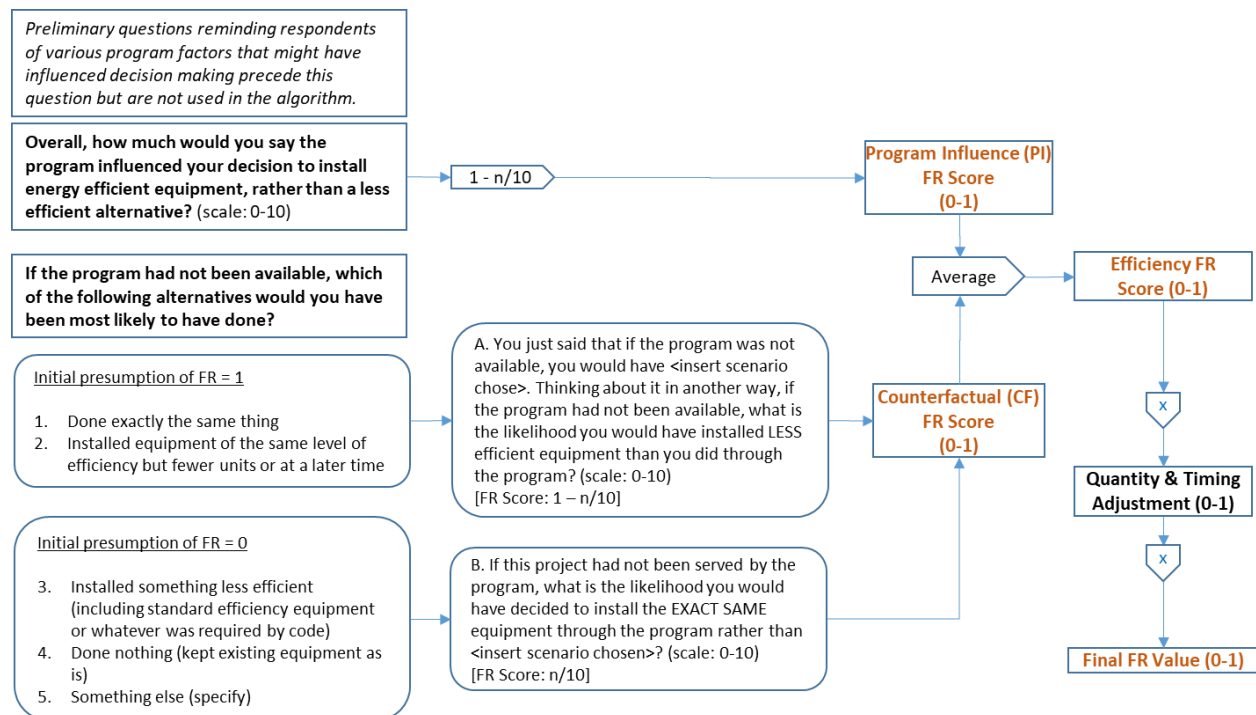 Preliminary questions reminding respondents
of various program factors that might have
influenced decision making precede this
question but are not used in the algorithm.
Overall, how much would you say the
program influenced your decision to install
energy efficient equipment, rather than a less
efficient alternative? (scale: 0-10)
1 - n/10
Program Influence (PI)
FR Score
(0-1)
If the program had not been available, which
of the following alternatives would you have
been most likely to have done?
Average
Efficiency FR
Score (0-1)
Initial presumption of FR = 1
1. Done exactly the same thing
2. Installed equipment of the same level of
efficiency but fewer units or at a later time
A. You just said that if the program was not
available, you would have <insert scenario
chose>. Thinking about it in another way, if
the program had not been available, what is
the likelihood you would have installed LESS
efficient equipment than you did through
the program? (scale: 0-10)
[FR Score: 1 – n/10]
Counterfactual (CF)
FR Score
(0-1)
x
Quantity & Timing
Adjustment (0-1)
x
Initial presumption of FR = 0
3. Installed something less efficient
(including standard efficiency equipment
or whatever was required by code)
4. Done nothing (kept existing equipment as
is)
5. Something else (specify)
B. If this project had not been served by the
program, what is the likelihood you would
have decided to install the EXACT SAME
equipment through the program rather than
<insert scenario chosen>? (scale: 0-10)
[FR Score: n/10]
Final FR Value (0-1)